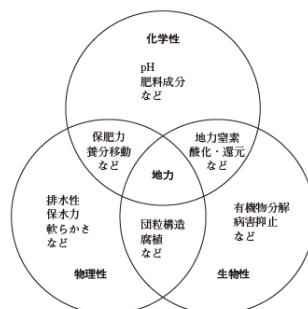 化学性
pH
肥料成分
など
保肥力
養分移動
など
地力窒素
酸化・還元
など
地力
排水性
保水力
軟らかさ
など
物理性
団粒構造
腐植
など
有機物分解
病害抑止
など
生物性